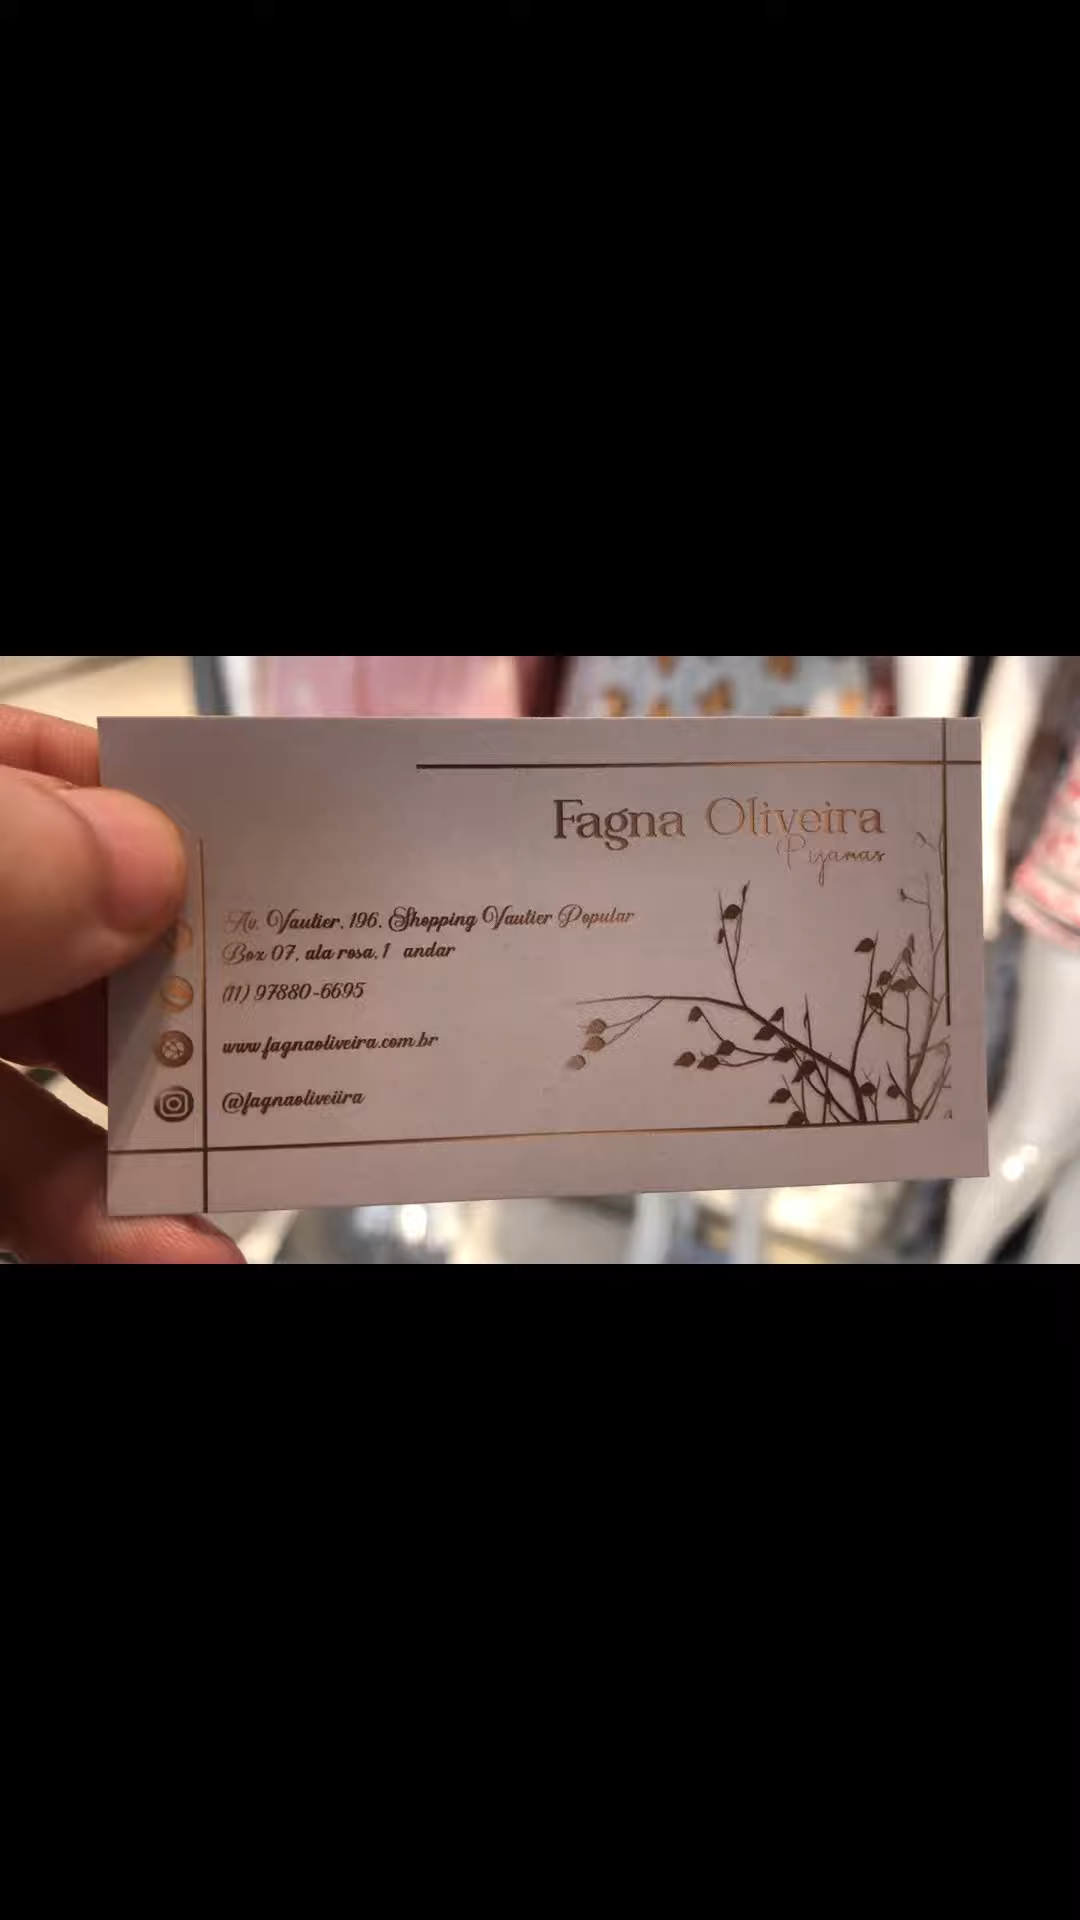 Fagna Oliveira
Pijamas
Av. Vautier, 196, Shopping Vautier Popular
Box 07, ala rosa, 1 andar
(11) 97880-6695
www.fagnaoliveira.com.br
@fagnaoliveiira